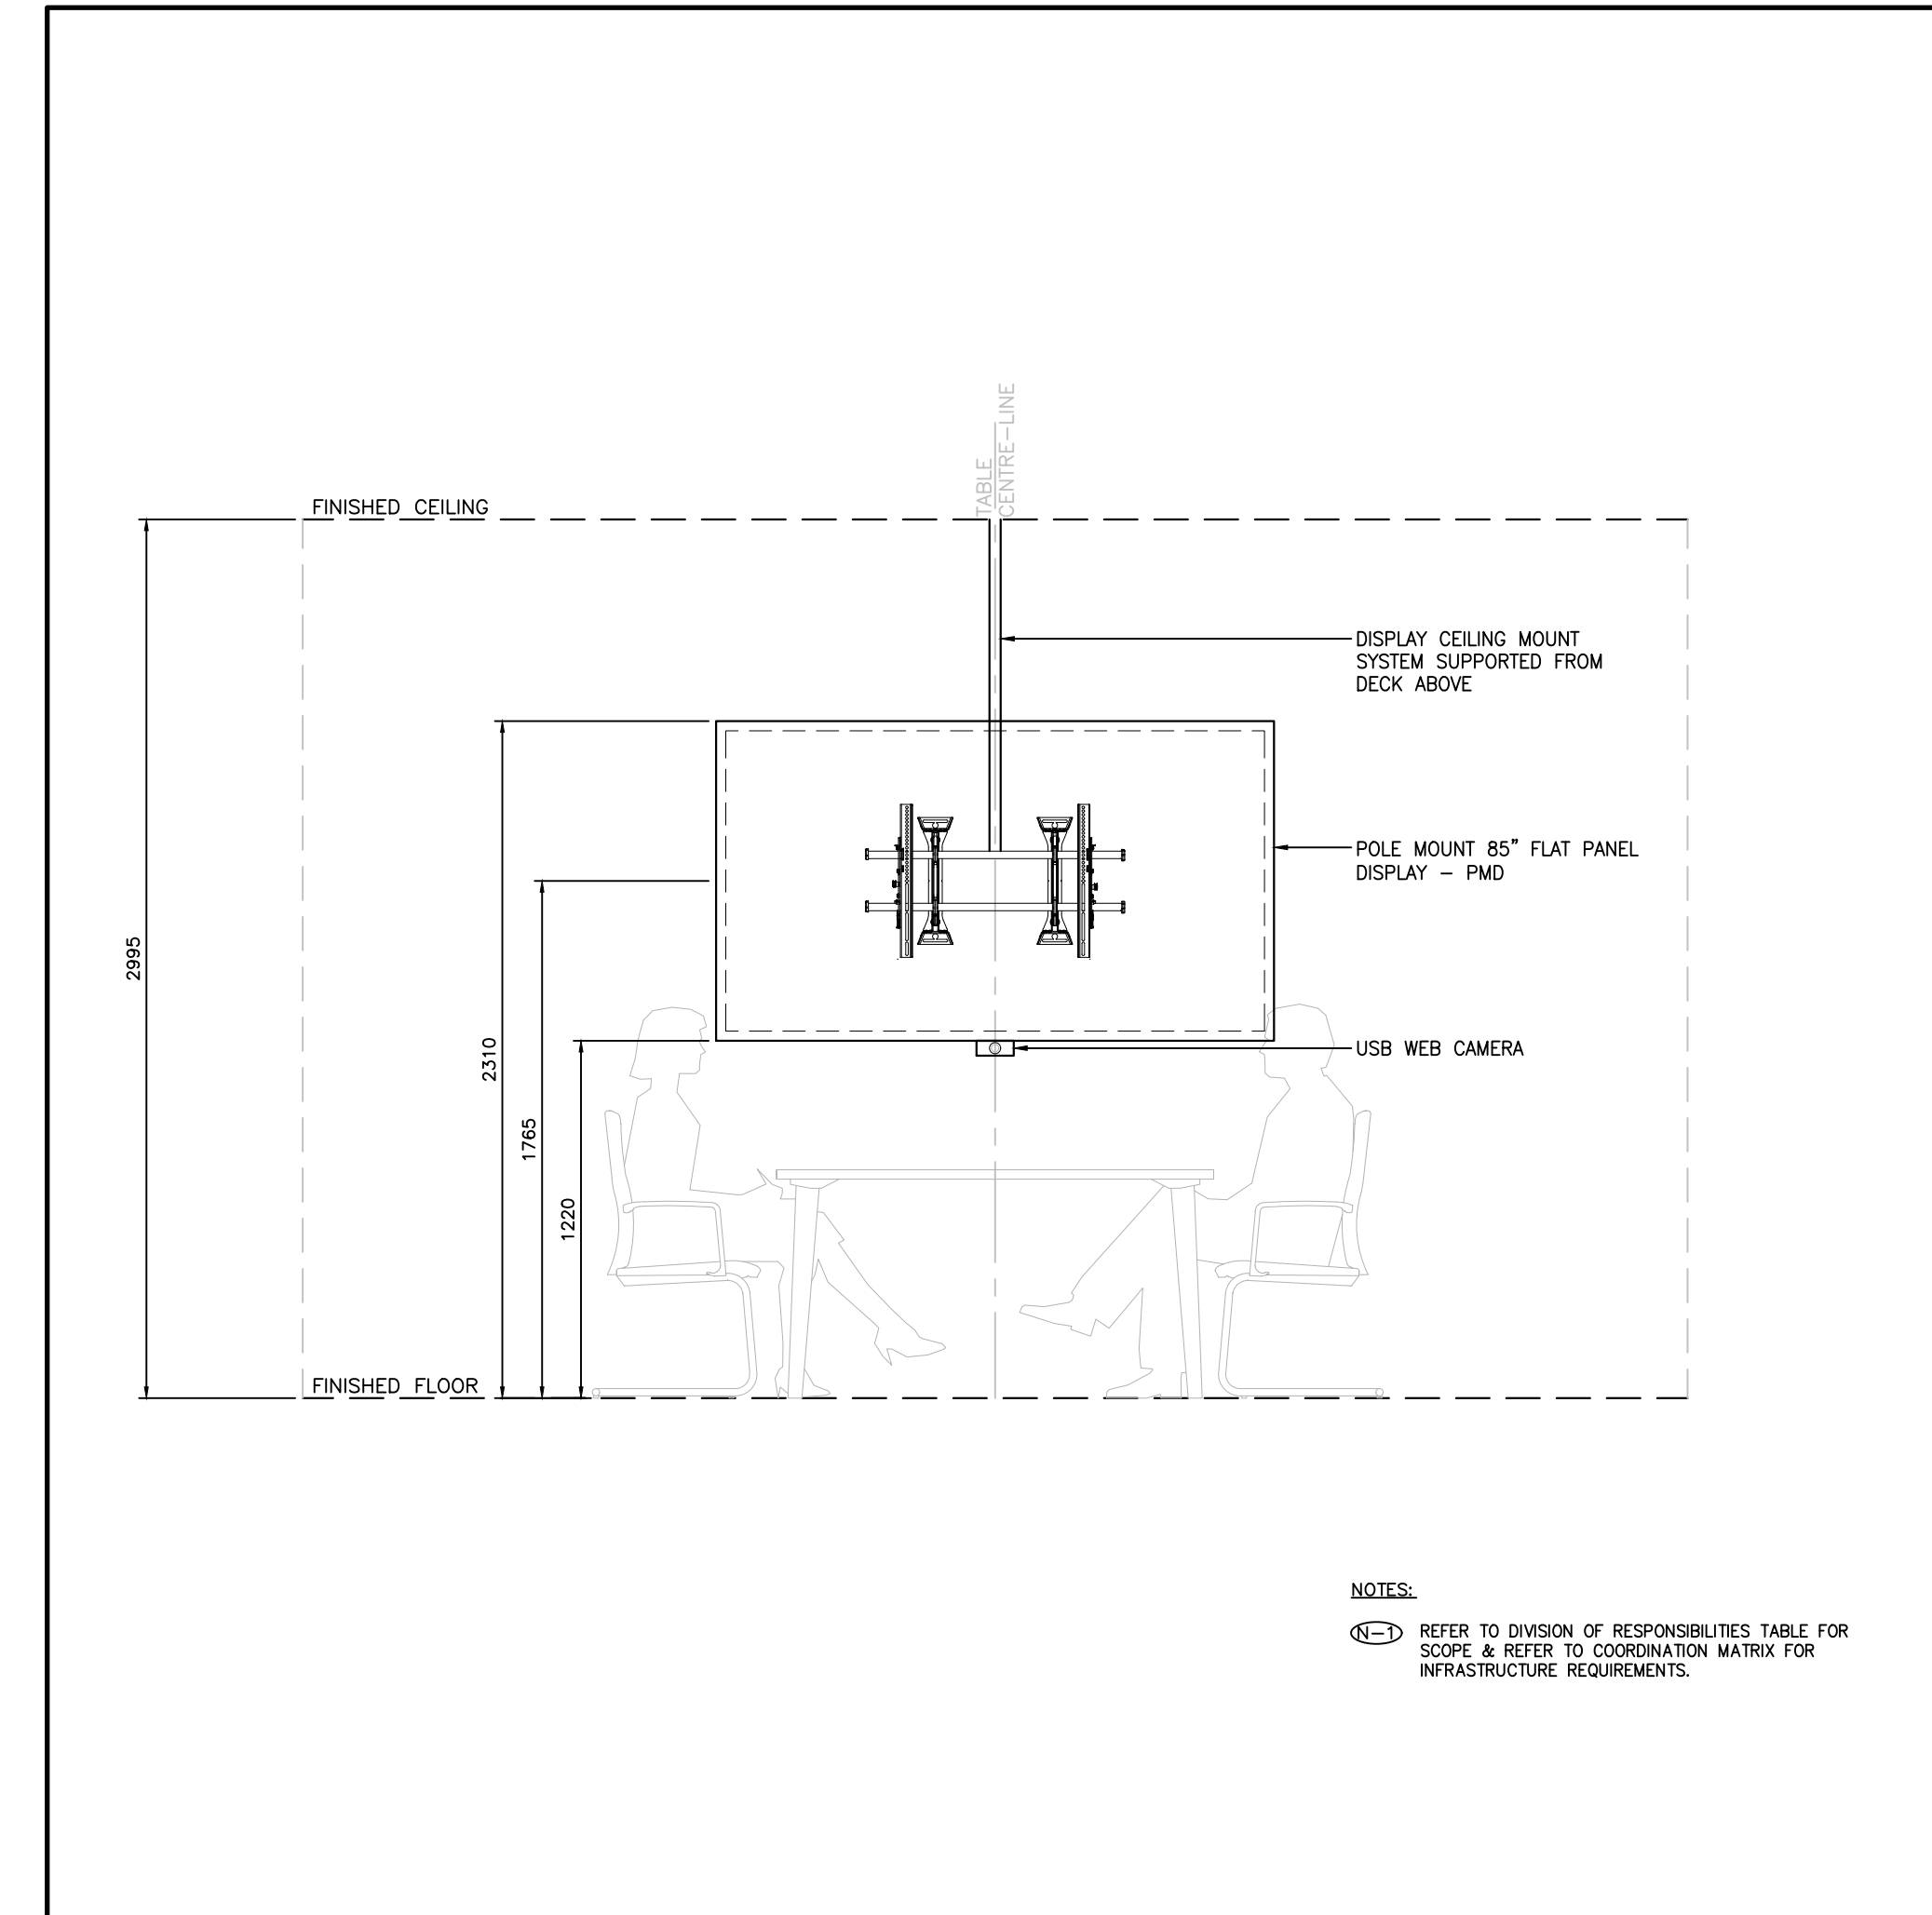 TABLE
CENTRE-LINE
FINISHED CEILING
DISPLAY CEILING MOUNT
SYSTEM SUPPORTED FROM
DECK ABOVE
POLE MOUNT 85" FLAT PANEL
DISPLAY - PMD
2995
2310
USB WEB CAMERA
1765
1220
FINISHED FLOOR
NOTES:
N-1 REFER TO DIVISION OF RESPONSIBILITIES TABLE FOR
SCOPE & REFER TO COORDINATION MATRIX FOR
INFRASTRUCTURE REQUIREMENTS.